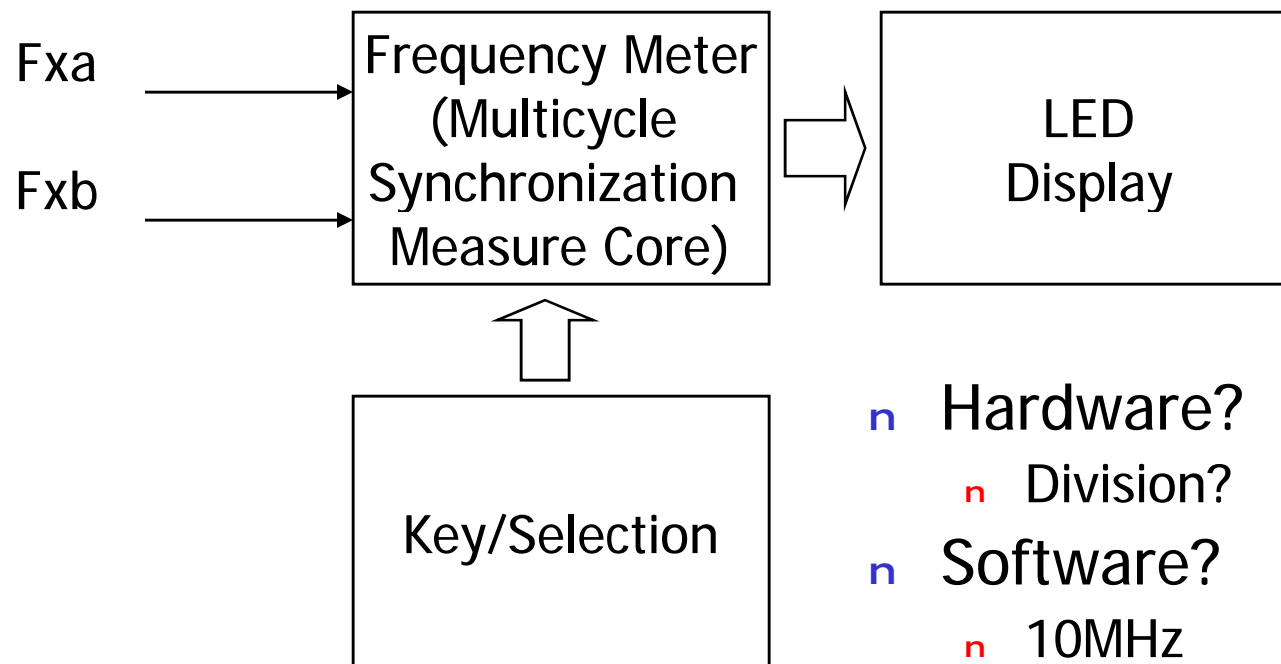 Fxa
Fxb
Frequency Meter
(Multicycle
Synchronization
Measure Core)
LED
Display
Key/Selection
n Hardware?
n Division?
n Software?
n 10MHz